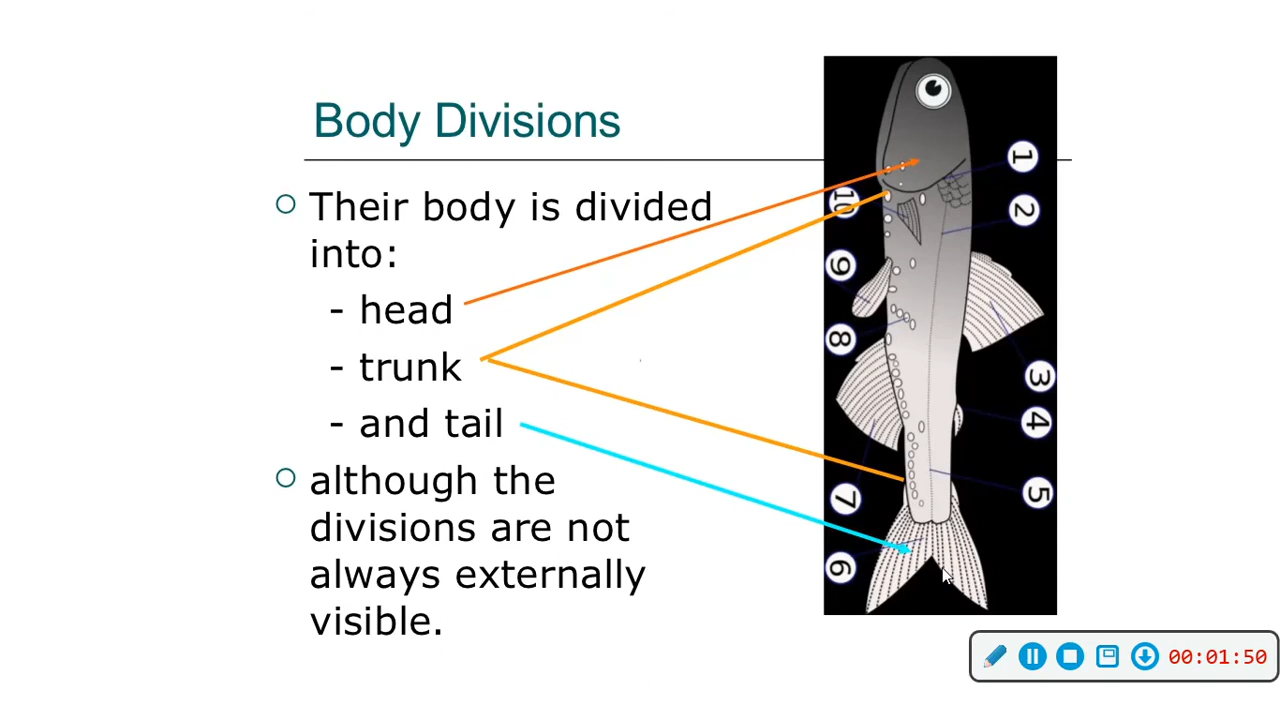 Body Divisions
Their body is divided
into:
- head
- trunk
- and tail
although the
divisions are not
always externally
visible.
1
2
3
4
5
6
7
8
9
10
00:01:50